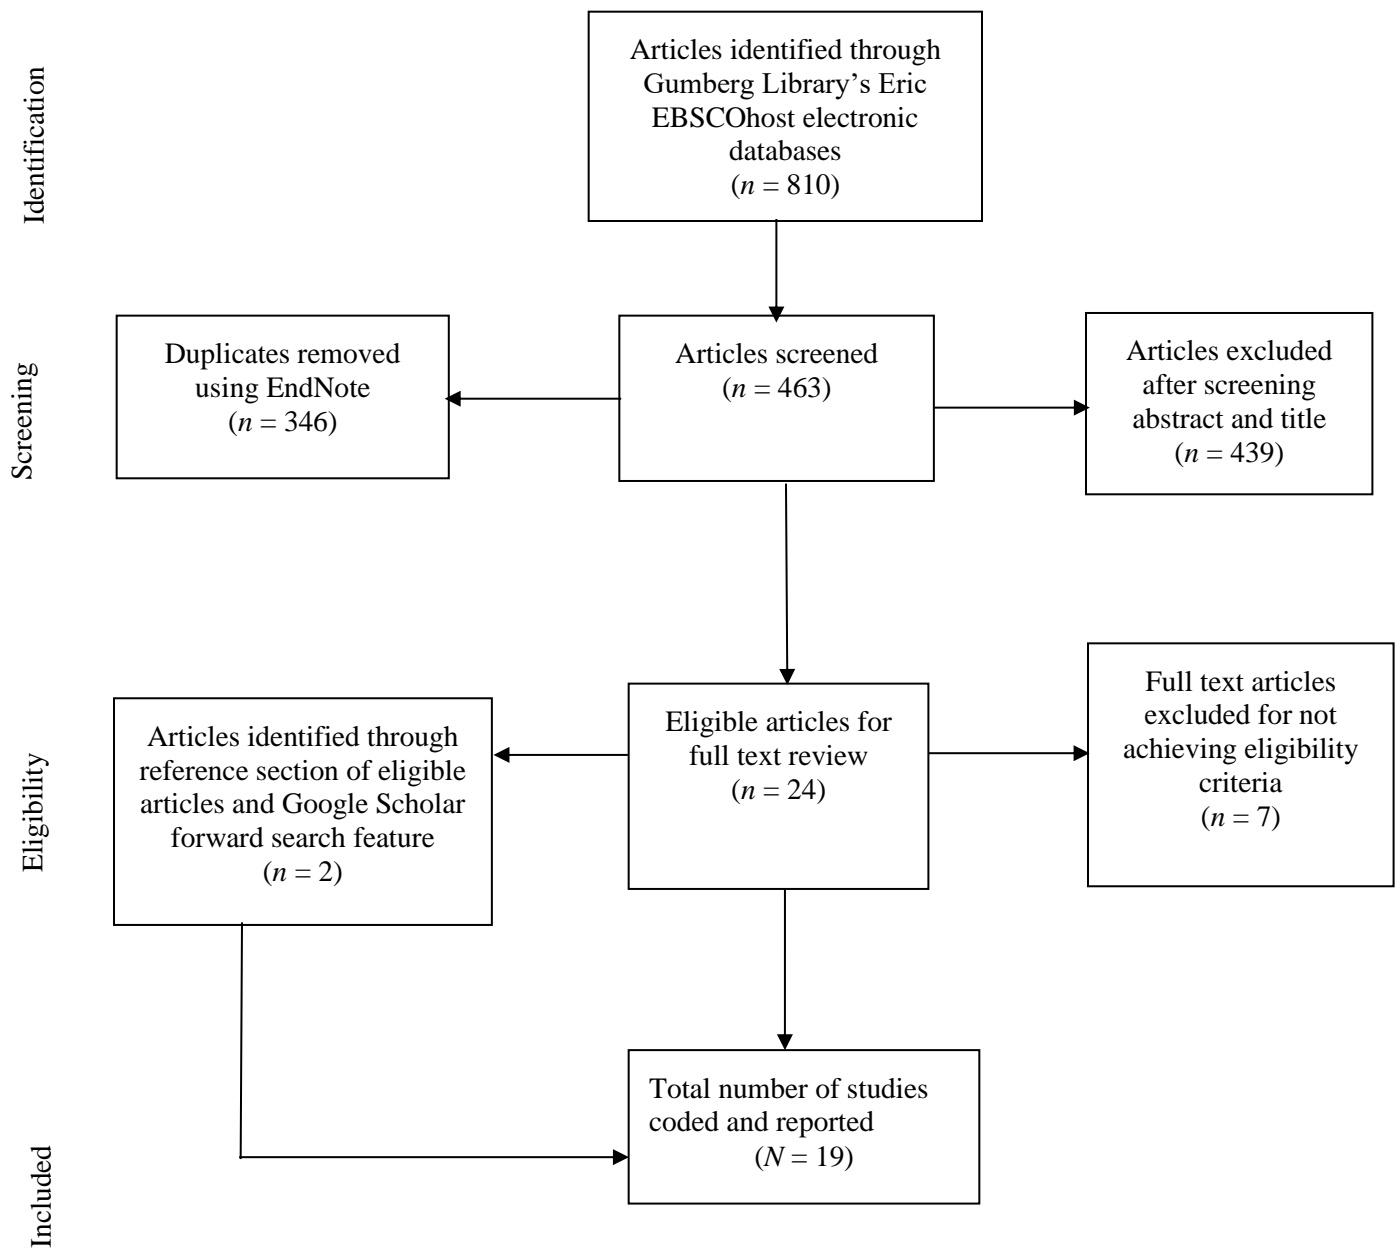 Identification
Articles identified through
Gumberg Library’s Eric
EBSCOhost electronic
databases
(n = 810)
Screening
Duplicates removed
using EndNote
(n = 346)
Articles screened
(n = 463)
Articles excluded
after screening
abstract and title
(n = 439)
Eligibility
Articles identified through
reference section of eligible
articles and Google Scholar
forward search feature
(n = 2)
Eligible articles for
full text review
(n = 24)
Full text articles
excluded for not
achieving eligibility
criteria
(n = 7)
Included
Total number of studies
coded and reported
(N = 19)